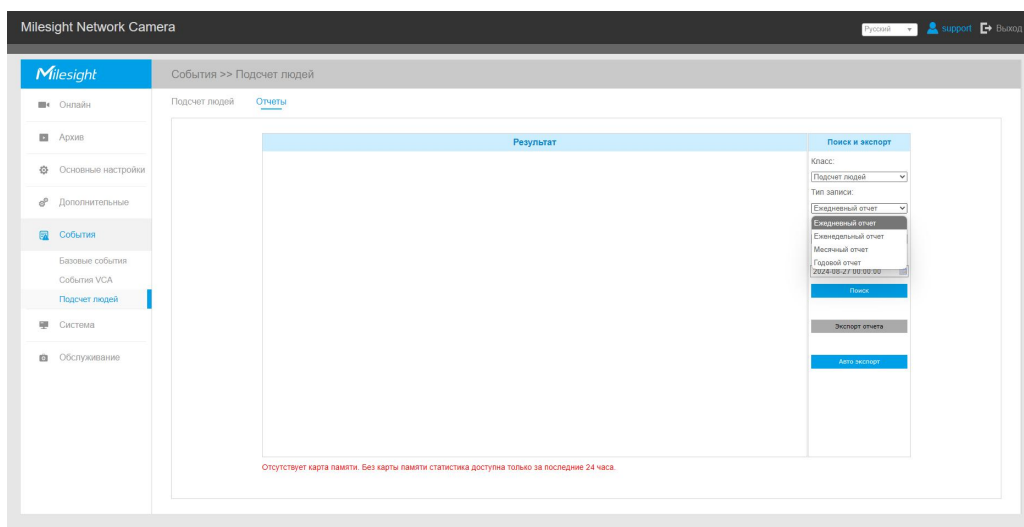 Milesight Network Camera
Русский
support
Выход
Milesight
События >> Подсчет людей
Онлайн
Архив
Основные настройки
Дополнительные
События
Базовые события
События VCA
Подсчет людей
Система
Обслуживание
Подсчет людей
Отчеты
Результат
Поиск и экспорт
Класс:
Подсчет людей
Тип записи:
Ежедневный отчет
Ежедневный отчет
Еженедельный отчет
Месячный отчет
Годовой отчет
2024-08-27 00:00:00
Поиск
Экспорт отчета
Авто экспорт
Отсутствует карта памяти. Без карты памяти статистика доступна только за последние 24 часа.